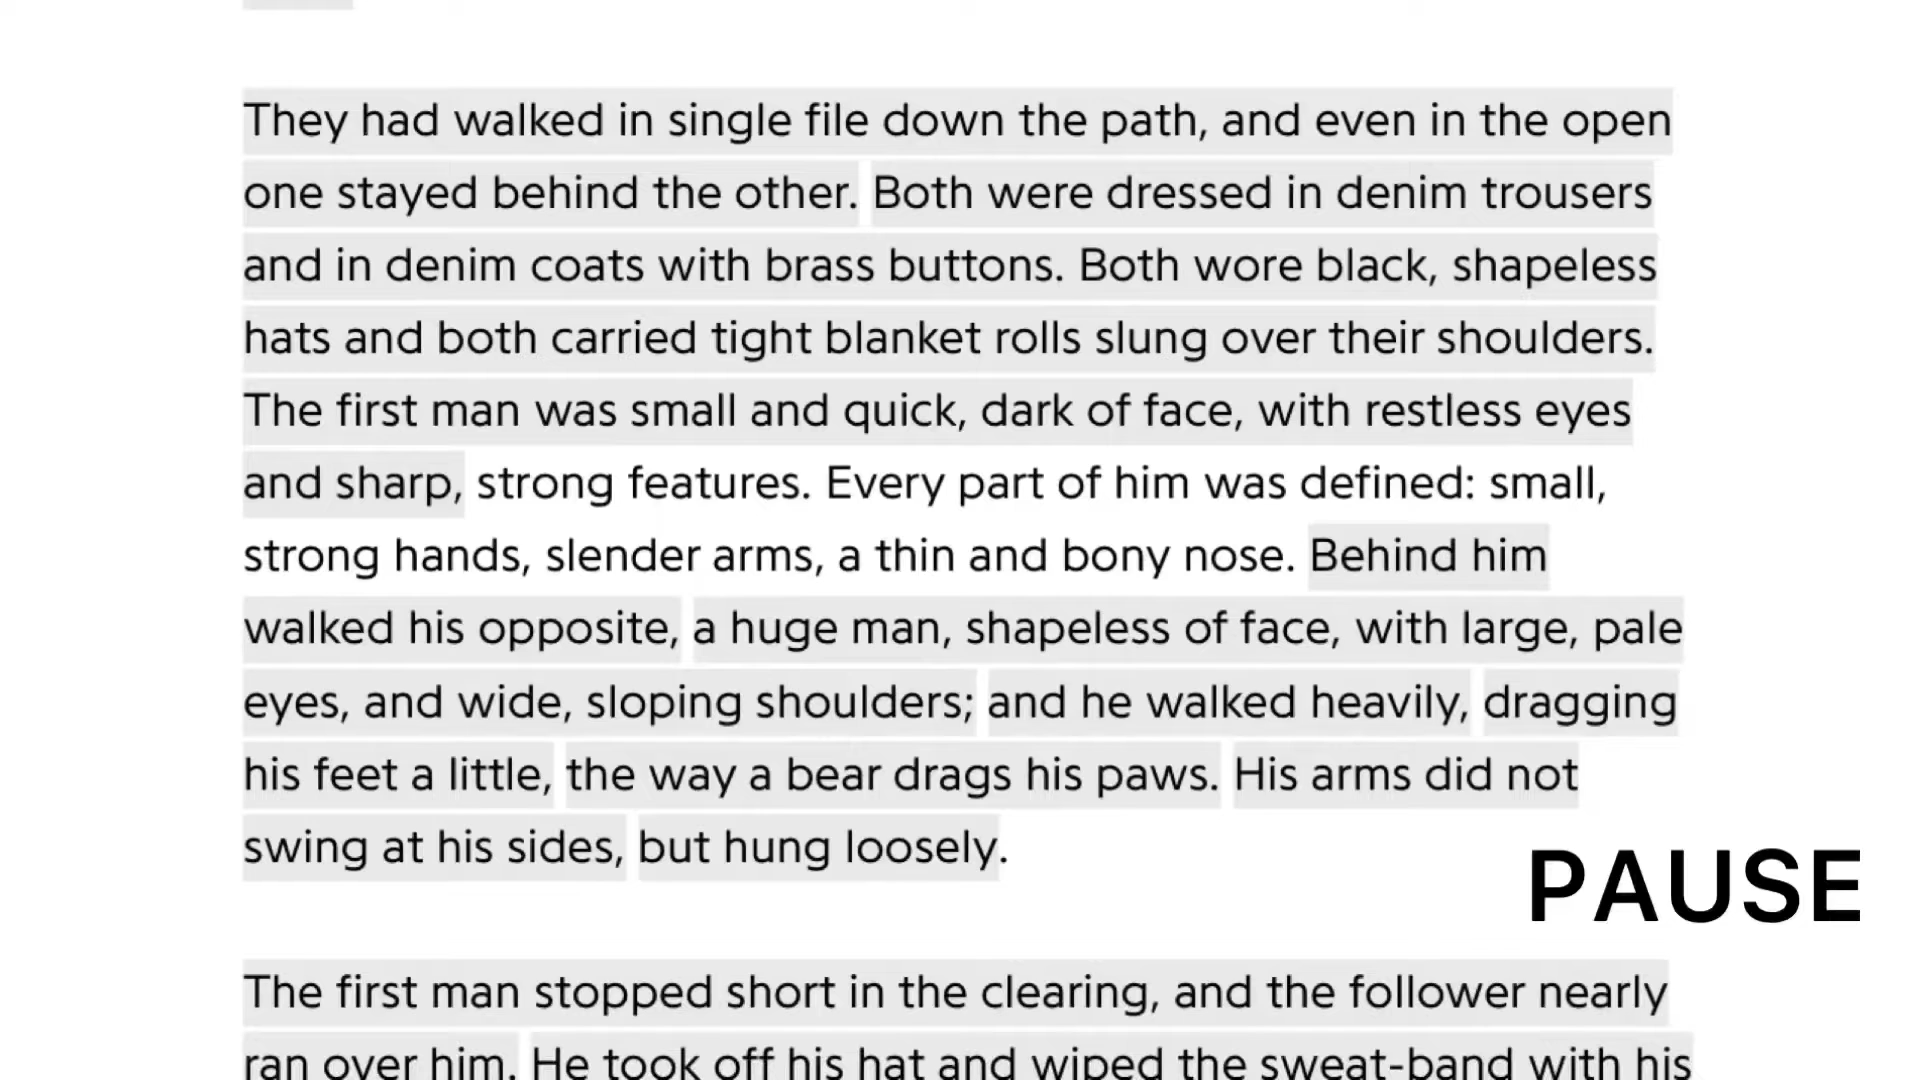 They had walked in single file down the path, and even in the open
one stayed behind the other. Both were dressed in denim trousers
and in denim coats with brass buttons. Both wore black, shapeless
hats and both carried tight blanket rolls slung over their shoulders.
The first man was small and quick, dark of face, with restless eyes
and sharp, strong features. Every part of him was defined: small,
strong hands, slender arms, a thin and bony nose. Behind him
walked his opposite, a huge man, shapeless of face, with large, pale
eyes, and wide, sloping shoulders; and he walked heavily, dragging
his feet a little, the way a bear drags his paws. His arms did not
swing at his sides, but hung loosely.
PAUSE
The first man stopped short in the clearing, and the follower nearly
ran over him. He took off his hat and wiped the sweat-band with his